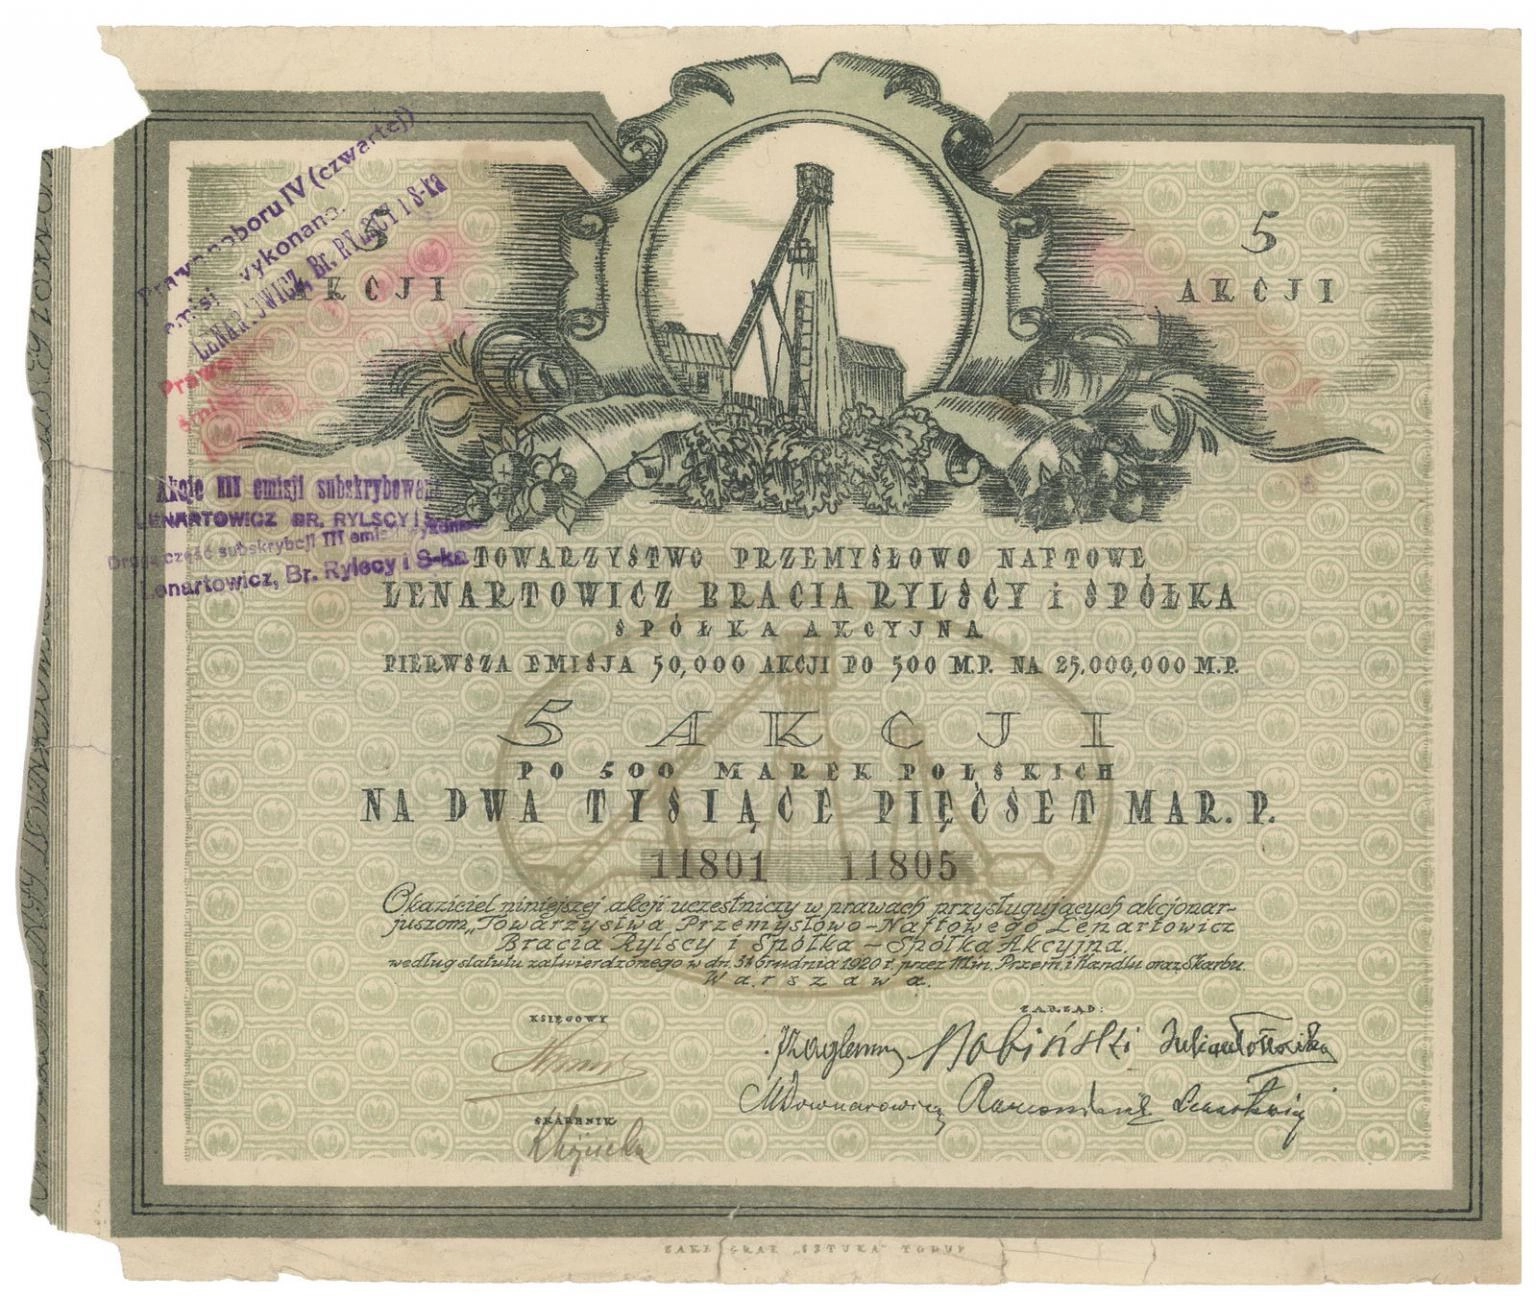 emisji wykonano.
LENARTOWICZ, Br. RYLSCY i S-ka
5
AKCJI
5
AKCJI
Prawo
Akcje III emisji subskrybowan
LENARTOWICZ BR. RYLSCY i S
Druga część subskrybcji III emisji wykonano
Lenartowicz, Br. Rylscy i S-ka
TOWARZYSTWO PRZEMYSŁOWO NAFTOWE
LENARTOWICZ BRACIA RYLSCY i SPÓŁKA
SPÓŁKA AKCYJNA
PIERWSZA EMISJA 50,000 AKCJI PO 500 M.P. NA 25,000,000 M.P.
5 AKCJI
PO 500 MAREK POLSKICH
NA DWA TYSIĄCE PIĘĆSET MAR. P.
11801 11805
Okaziciel niniejszej akcji uczestniczy w prawach przysługujących akcjonar-
juszom „Towarzystwa Przemysłowo-Naftowego Lenartowicz
Bracia Rylscy i Spółka - Spółka Akcyjna.
według statutu zatwierdzonego w dn. 31 Grudnia 1920 r. przez Min. Przem. i Handlu oraz Skarbu.
Warszawa.
KSIĘGOWY
ZARZĄD:
SKARBNIK
ZAKŁ GRAF „SZTUKA" TORUŃ